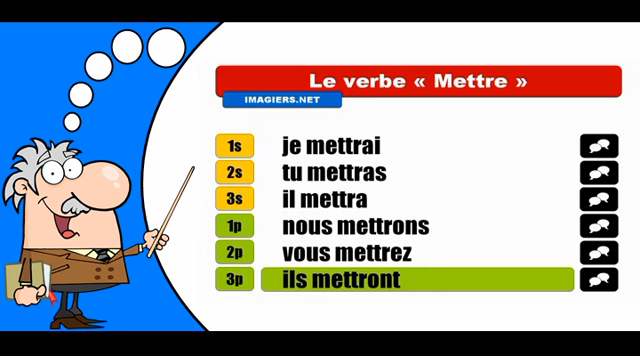 Le verbe « Mettre »
IMAGIERS.NET
1s je mettrai
2s tu mettras
3s il mettra
1p nous mettrons
2p vous mettrez
3p ils mettront